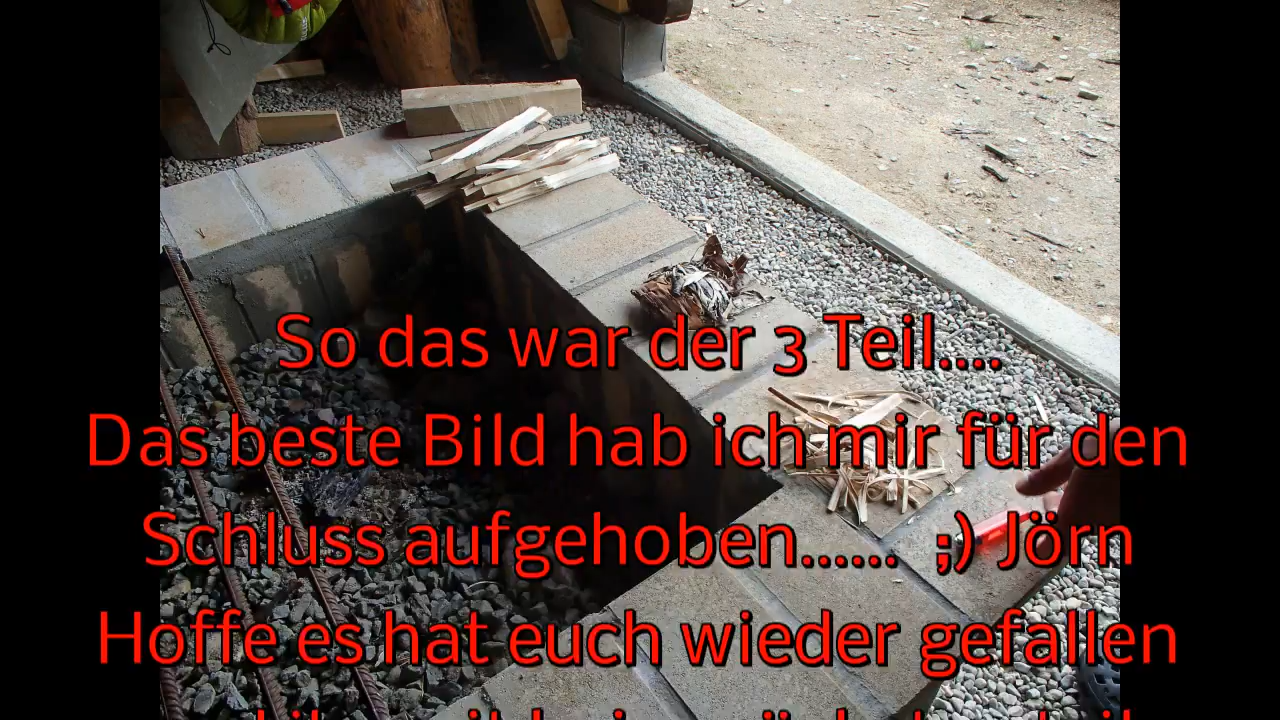 So das war der 3 Teil....
Das beste Bild hab ich mir für den
Schluss aufgehoben...... ;) Jörn
Hoffe es hat euch wieder gefallen